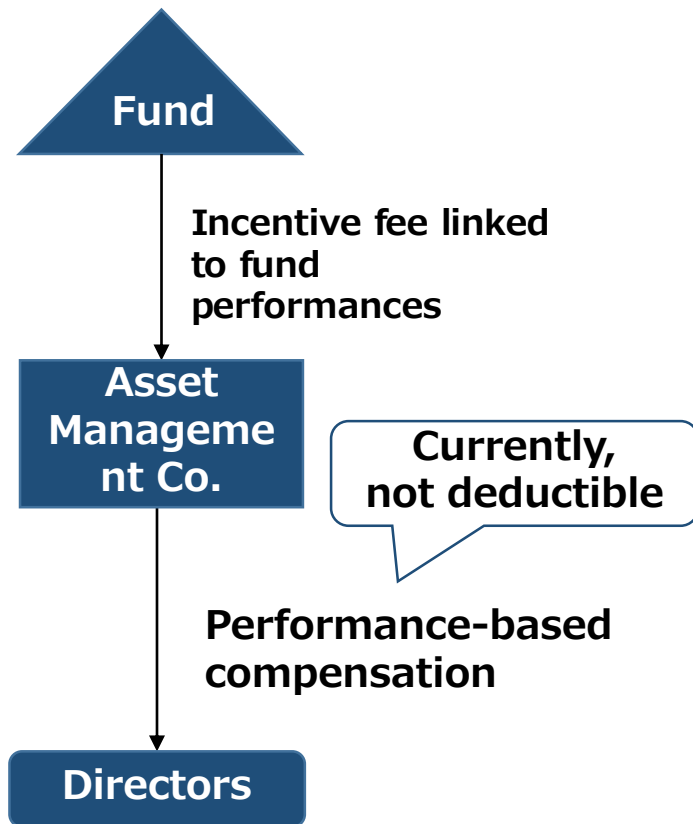 Fund
Incentive fee linked
to fund
performances
Asset
Manageme
nt Co.
Currently,
not deductible
Performance-based
compensation
Directors